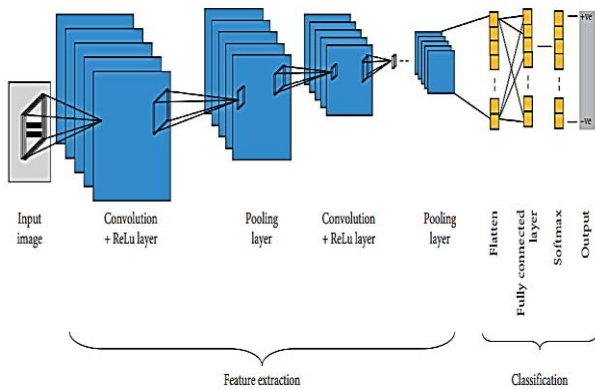 +ve
-ve
Input
image
Convolution
+ ReLu layer
Pooling
layer
Convolution
+ ReLu layer
Pooling
layer
Flatten
Fully connected
layer
Softmax
Output
Feature extraction
Classification